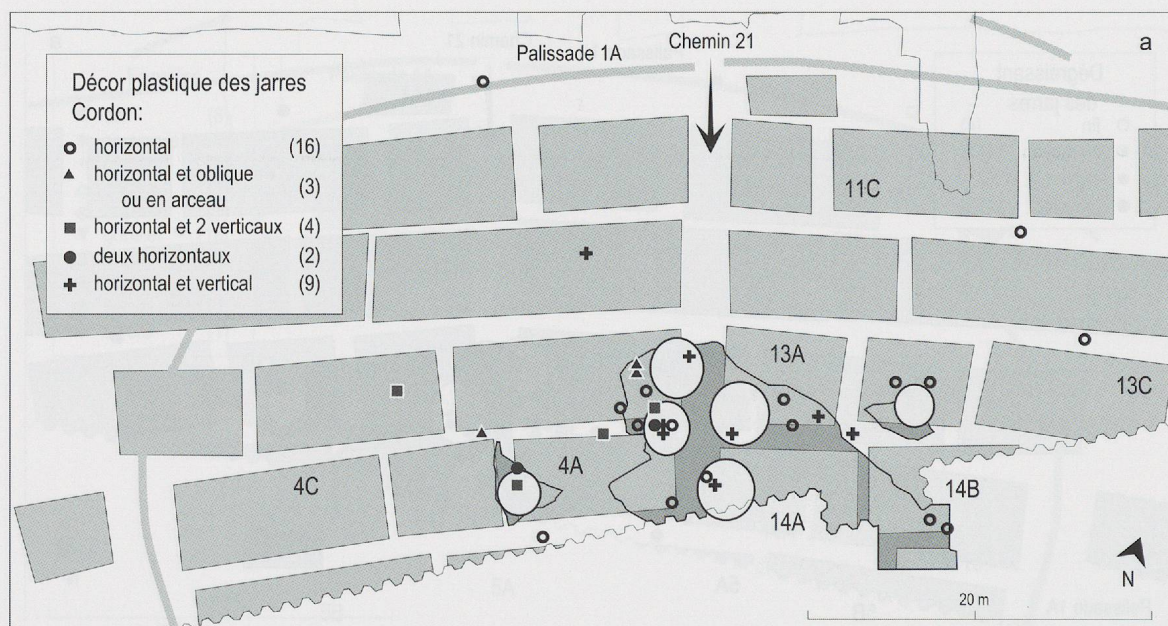 Palissade 1A
Chemin 21
a
Décor plastique des jarres
Cordon:
horizontal (16)
horizontal et oblique
ou en arceau (3)
horizontal et 2 verticaux (4)
deux horizontaux (2)
horizontal et vertical (9)
11C
13A
13C
4A
4C
14B
14A
N
20 m